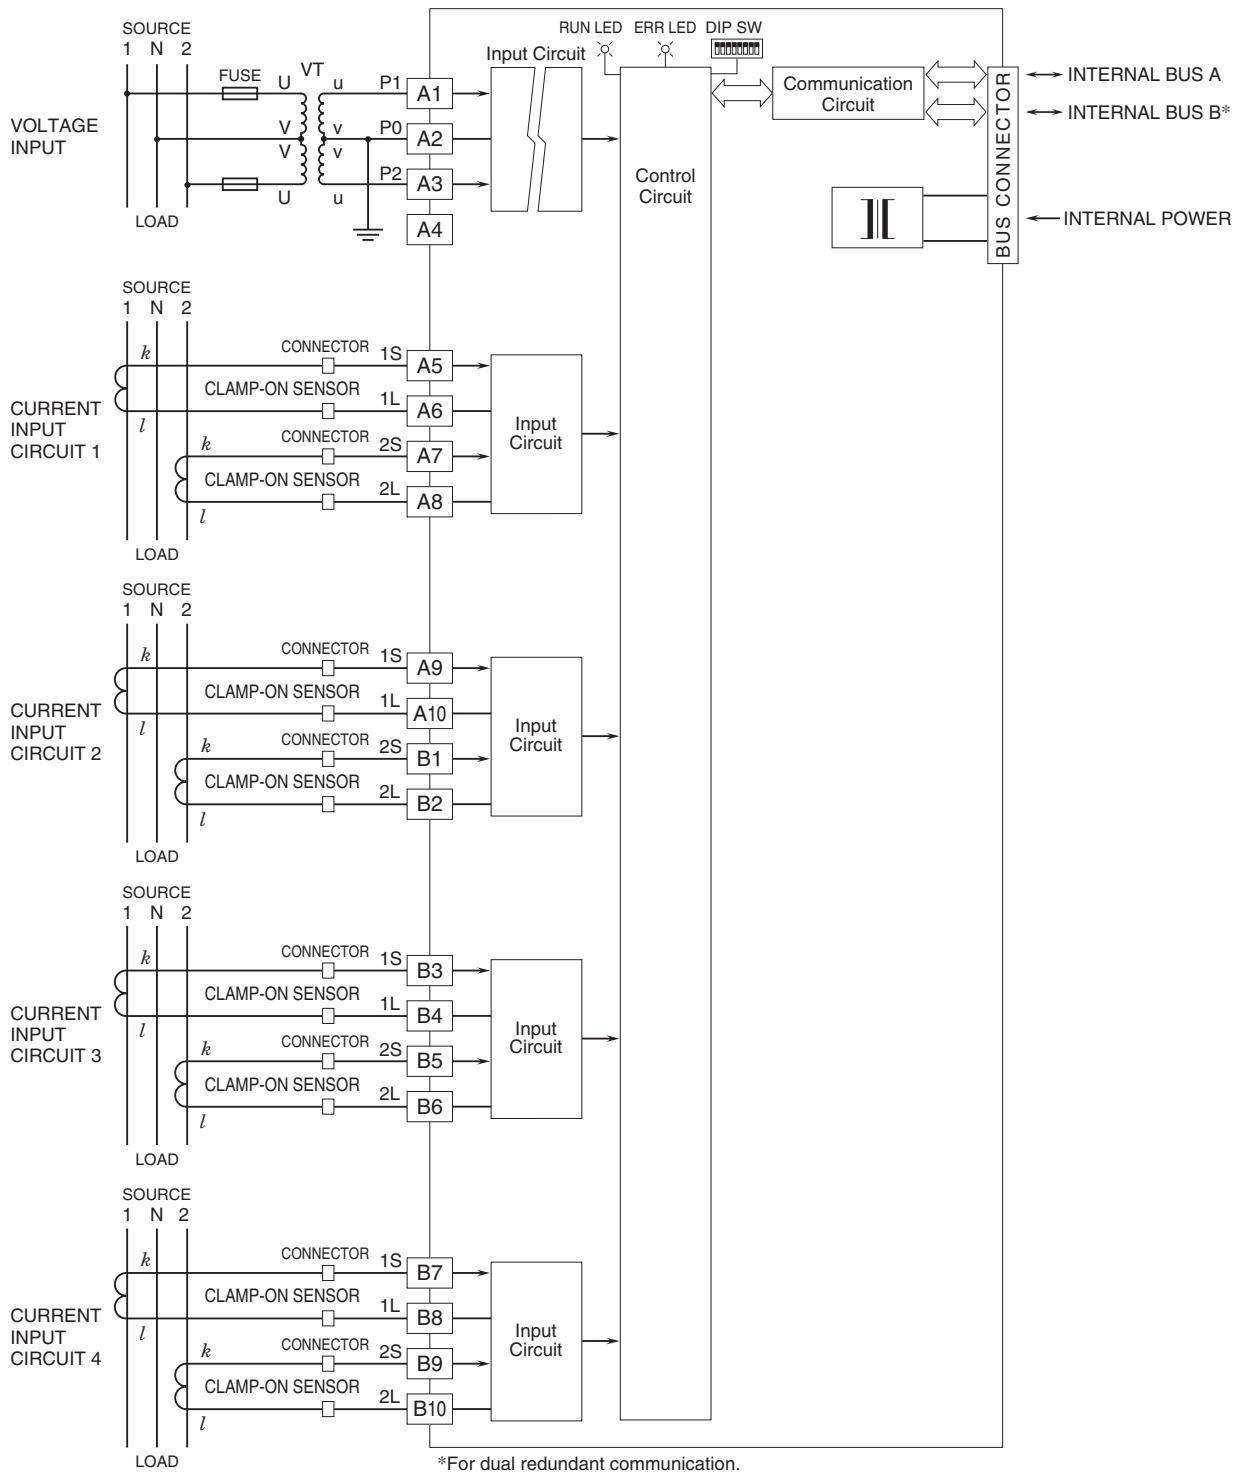 SOURCE
1 N 2
RUN LED ERR LED DIP SW
Input Circuit
FUSE U VT u P1 A1
VOLTAGE
INPUT
V v P0 A2
V v
P2 A3
U u
LOAD
A4
Control
Circuit
Communication
Circuit
BUS CONNECTOR
INTERNAL BUS A
INTERNAL BUS B*
INTERNAL POWER
SOURCE
1 N 2
k CONNECTOR 1S A5
CLAMP-ON SENSOR
l 1L A6
CURRENT
INPUT
CIRCUIT 1
k CONNECTOR 2S A7
CLAMP-ON SENSOR
l 2L A8
Input
Circuit
LOAD
SOURCE
1 N 2
k CONNECTOR 1S A9
CLAMP-ON SENSOR
l 1L A10
CURRENT
INPUT
CIRCUIT 2
k CONNECTOR 2S B1
CLAMP-ON SENSOR
l 2L B2
Input
Circuit
LOAD
SOURCE
1 N 2
k CONNECTOR 1S B3
CLAMP-ON SENSOR
l 1L B4
CURRENT
INPUT
CIRCUIT 3
k CONNECTOR 2S B5
CLAMP-ON SENSOR
l 2L B6
Input
Circuit
LOAD
SOURCE
1 N 2
k CONNECTOR 1S B7
CLAMP-ON SENSOR
l 1L B8
CURRENT
INPUT
CIRCUIT 4
k CONNECTOR 2S B9
CLAMP-ON SENSOR
l 2L B10
Input
Circuit
LOAD
*For dual redundant communication.